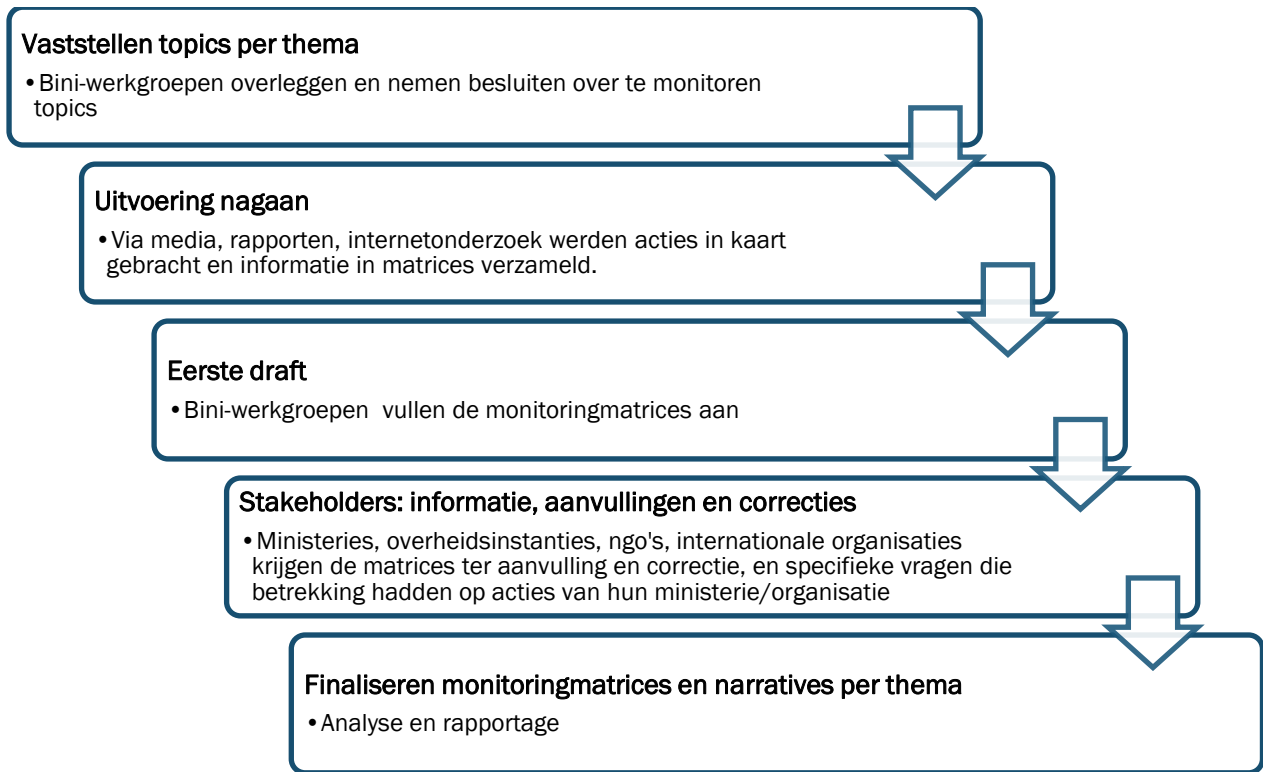 Vaststellen topics per thema
•Bini-werkgroepen overleggen en nemen besluiten over te monitoren
topics
Uitvoering nagaan
•Via media, rapporten, internetonderzoek werden acties in kaart
gebracht en informatie in matrices verzameld.
Eerste draft
•Bini-werkgroepen vullen de monitoringmatrices aan
Stakeholders: informatie, aanvullingen en correcties
•Ministeries, overheidsinstanties, ngo's, internationale organisaties
krijgen de matrices ter aanvulling en correctie, en specifieke vragen die
betrekking hadden op acties van hun ministerie/organisatie
Finaliseren monitoringmatrices en narratives per thema
•Analyse en rapportage